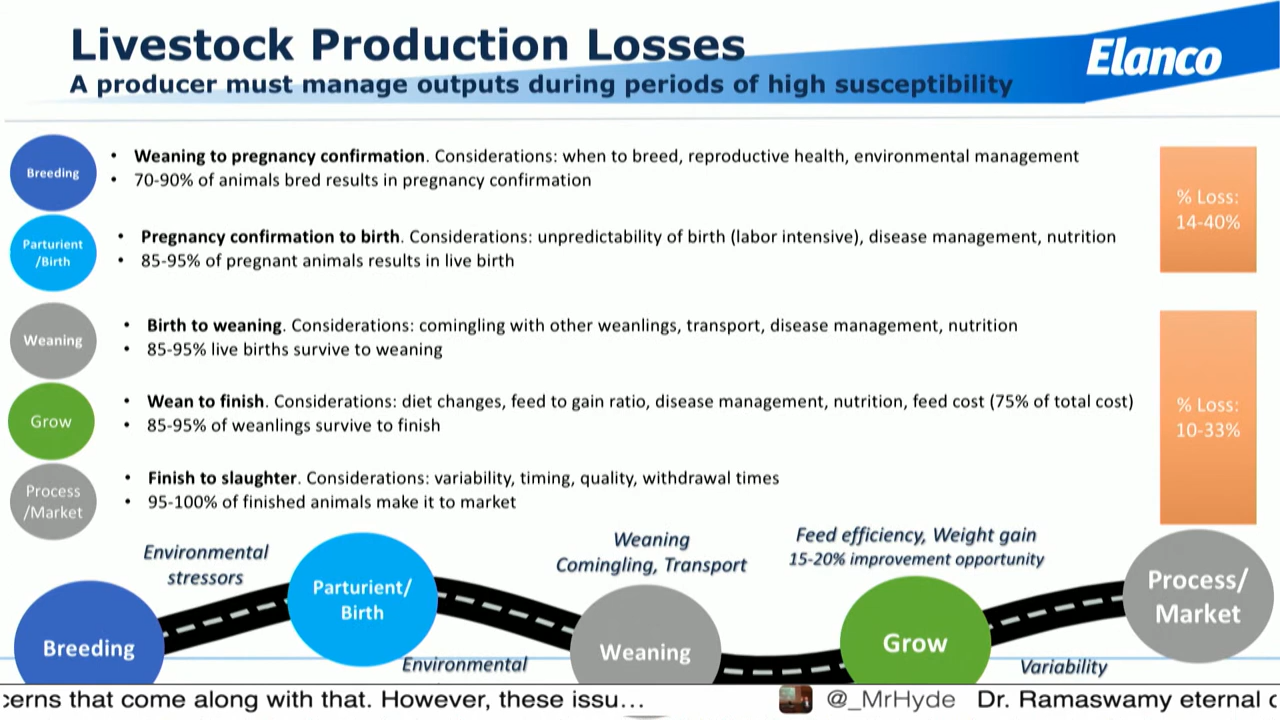 Livestock Production Losses
A producer must manage outputs during periods of high susceptibility
Elanco
Breeding
• Weaning to pregnancy confirmation. Considerations: when to breed, reproductive health, environmental management
• 70-90% of animals bred results in pregnancy confirmation
% Loss:
14-40%
Parturient
/Birth
• Pregnancy confirmation to birth. Considerations: unpredictability of birth (labor intensive), disease management, nutrition
• 85-95% of pregnant animals results in live birth
Weaning
• Birth to weaning. Considerations: comingling with other weanlings, transport, disease management, nutrition
• 85-95% live births survive to weaning
Grow
• Wean to finish. Considerations: diet changes, feed to gain ratio, disease management, nutrition, feed cost (75% of total cost)
• 85-95% of weanlings survive to finish
% Loss:
10-33%
Process
/Market
• Finish to slaughter. Considerations: variability, timing, quality, withdrawal times
• 95-100% of finished animals make it to market
Environmental
stressors
Weaning
Comingling, Transport
Feed efficiency, Weight gain
15-20% improvement opportunity
Breeding
Parturient/
Birth
Environmental
Weaning
Grow
Variability
Process/
Market
cerns that come along with that. However, these issu…
@_MrHyde Dr. Ramaswamy eternal